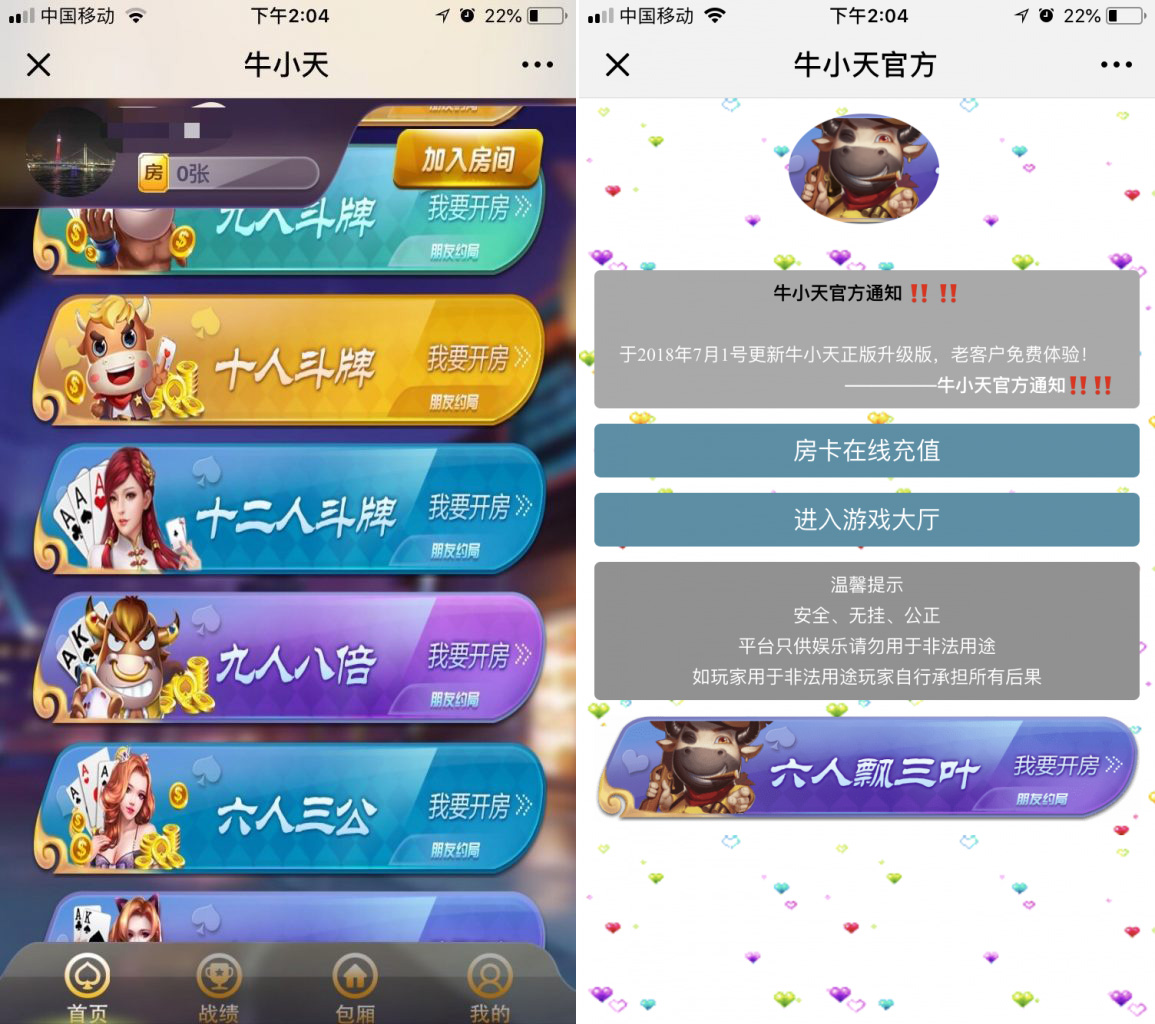 中国移动
下午2:04
22%
牛小天
加入房间
房 0张
九人斗牌
我要开房
朋友约局
十人斗牌
我要开房
朋友约局
十二人斗牌
我要开房
朋友约局
九人八倍
我要开房
朋友约局
六人三公
我要开房
朋友约局
首页
战绩
包厢
我的
中国移动
下午2:04
22%
牛小天官方
牛小天官方通知‼️ ‼️
于2018年7月1号更新牛小天正版升级版，老客户免费体验！
—————牛小天官方通知‼️‼️
房卡在线充值
进入游戏大厅
温馨提示
安全、无挂、公正
平台只供娱乐请勿用于非法用途
如玩家用于非法用途玩家自行承担所有后果
六人飘三叶
我要开房
朋友约局